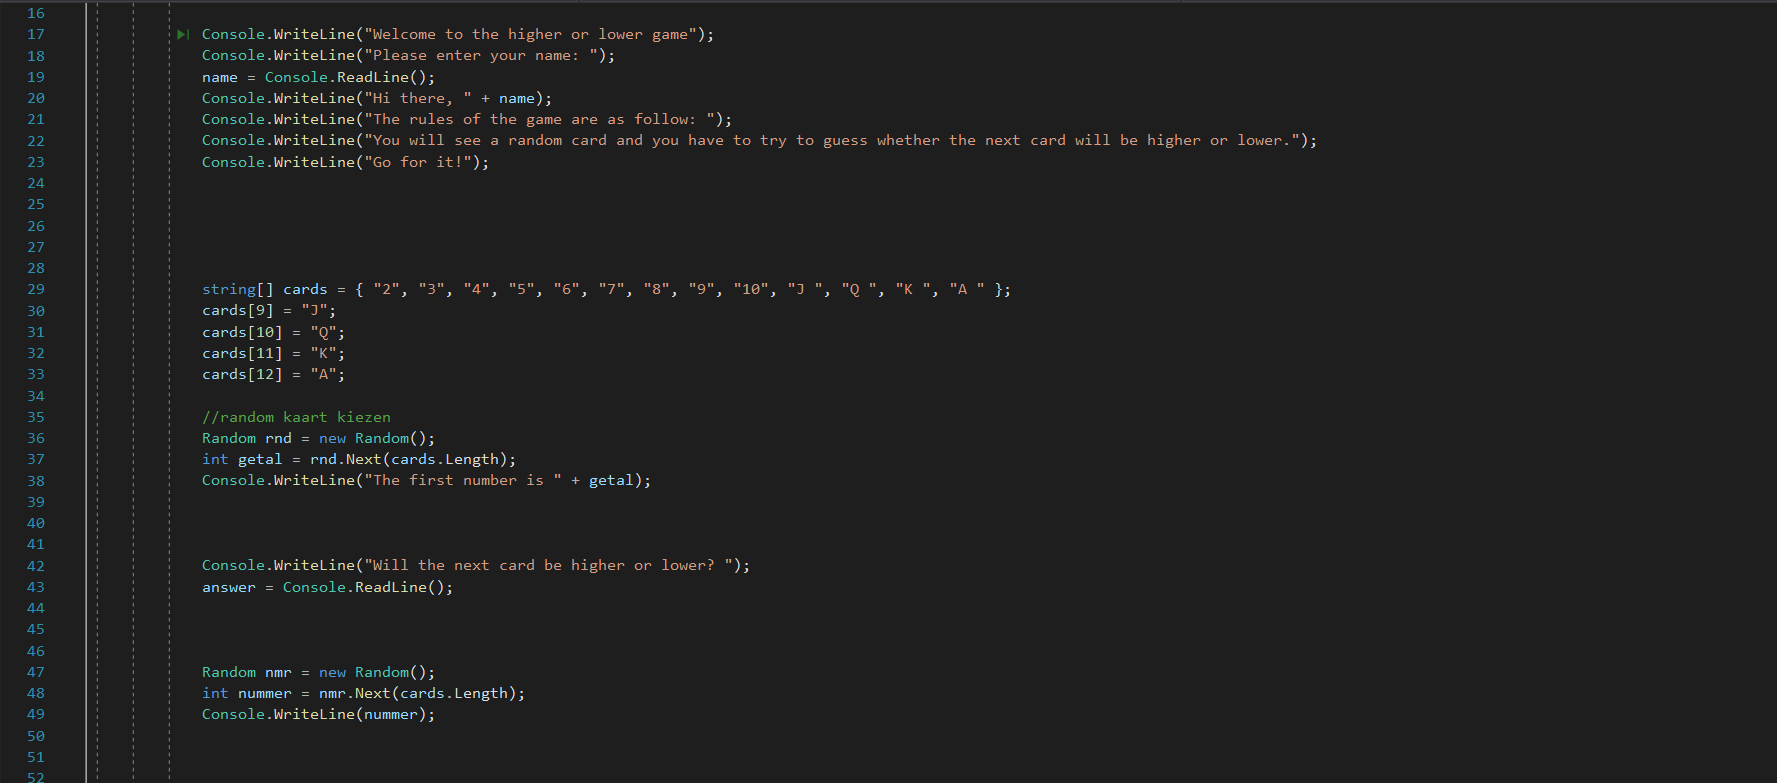 16
17 Console.WriteLine("Welcome to the higher or lower game");
18 Console.WriteLine("Please enter your name: ");
19 name = Console.ReadLine();
20 Console.WriteLine("Hi there, " + name);
21 Console.WriteLine("The rules of the game are as follow: ");
22 Console.WriteLine("You will see a random card and you have to try to guess whether the next card will be higher or lower.");
23 Console.WriteLine("Go for it!");
24
25
26
27
28
29 string[] cards = { "2", "3", "4", "5", "6", "7", "8", "9", "10", "J ", "Q ", "K ", "A " };
30 cards[9] = "J";
31 cards[10] = "Q";
32 cards[11] = "K";
33 cards[12] = "A";
34
35 //random kaart kiezen
36 Random rnd = new Random();
37 int getal = rnd.Next(cards.Length);
38 Console.WriteLine("The first number is " + getal);
39
40
41
42 Console.WriteLine("Will the next card be higher or lower? ");
43 answer = Console.ReadLine();
44
45
46
47 Random nmr = new Random();
48 int nummer = nmr.Next(cards.Length);
49 Console.WriteLine(nummer);
50
51
52